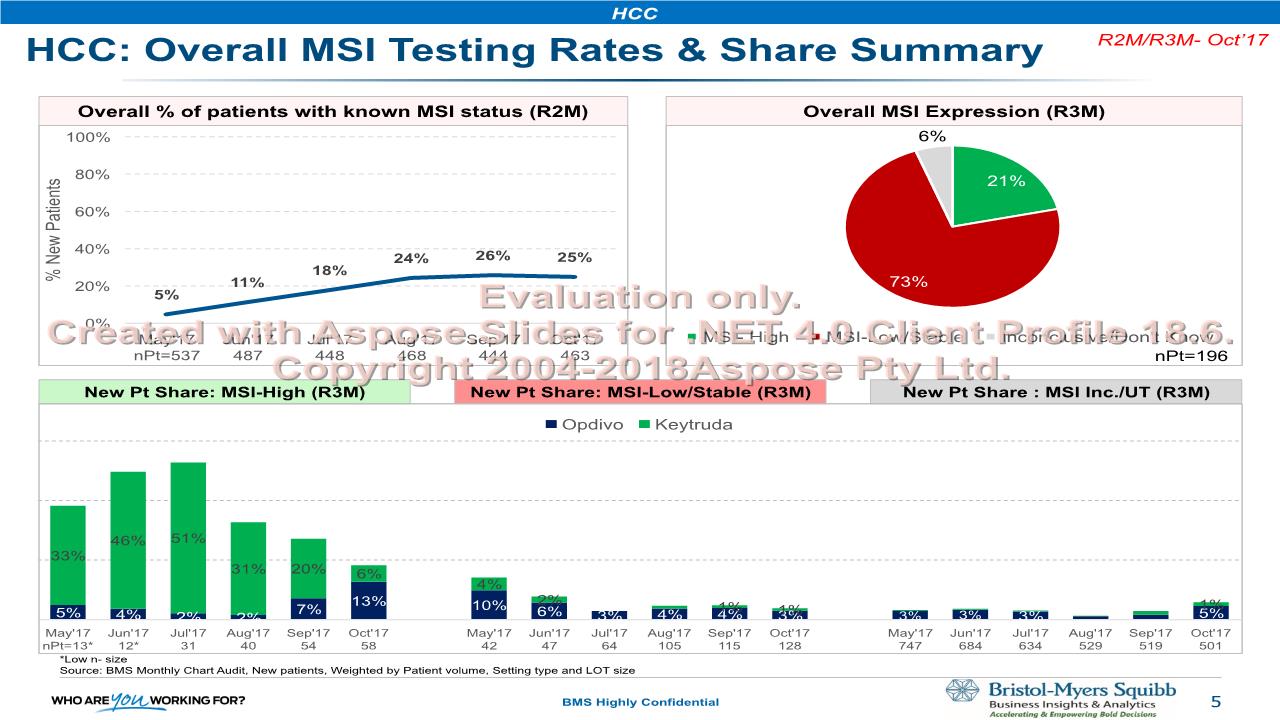 HCC
HCC: Overall MSI Testing Rates & Share Summary
R2M/R3M- Oct'17
Overall % of patients with known MSI status (R2M)
100%
80%
60%
40%
20%
0%
% New Patients
5%
11%
18%
24%
26%
25%
May'17 Jun'17 Jul'17 Aug'17 Sep'17 Oct'17
nPt=537 487 448 468 444 463
Overall MSI Expression (R3M)
6%
21%
73%
MSI - High MSI-Low/Stable Inconclusive/Don't Know
nPt=196
Evaluation only.
Created with Aspose.Slides for .NET 4.0 Client Profile 18.6.
Copyright 2004-2018Aspose Pty Ltd.
New Pt Share: MSI-High (R3M)
New Pt Share: MSI-Low/Stable (R3M)
New Pt Share : MSI Inc./UT (R3M)
Opdivo Keytruda
33% 46% 51% 31% 20% 6%
5% 4% 2% 2% 7% 13%
May'17 Jun'17 Jul'17 Aug'17 Sep'17 Oct'17
nPt=13* 12* 31 40 54 58
4% 2% 1% 1%
10% 6% 3% 4% 4% 3%
May'17 Jun'17 Jul'17 Aug'17 Sep'17 Oct'17
42 47 64 105 115 128
1%
3% 3% 3% 5%
May'17 Jun'17 Jul'17 Aug'17 Sep'17 Oct'17
747 684 634 529 519 501
*Low n- size
Source: BMS Monthly Chart Audit, New patients, Weighted by Patient volume, Setting type and LOT size
WHO ARE you WORKING FOR?
BMS Highly Confidential
Bristol-Myers Squibb
Business Insights & Analytics
Accelerating & Empowering Bold Decisions
5